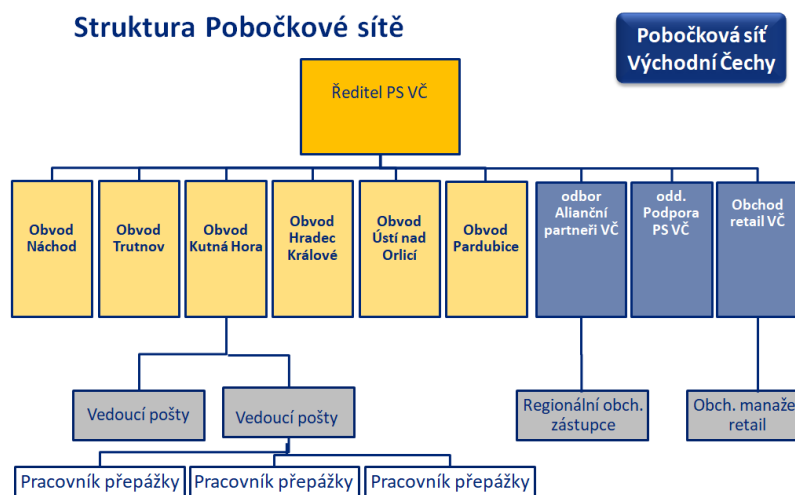 Struktura Pobočkové sítě
Pobočková síť
Východní Čechy
Ředitel PS VČ
Obvod
Náchod
Obvod
Trutnov
Obvod
Kutná Hora
Obvod
Hradec
Králové
Obvod
Ústí nad
Orlicí
Obvod
Pardubice
odbor
Alianční
partneři VČ
odd.
Podpora
PS VČ
Obchod
retail VČ
Vedoucí pošty
Vedoucí pošty
Regionální obch.
zástupce
Obch. manaže
retail
Pracovník přepážky
Pracovník přepážky
Pracovník přepážky